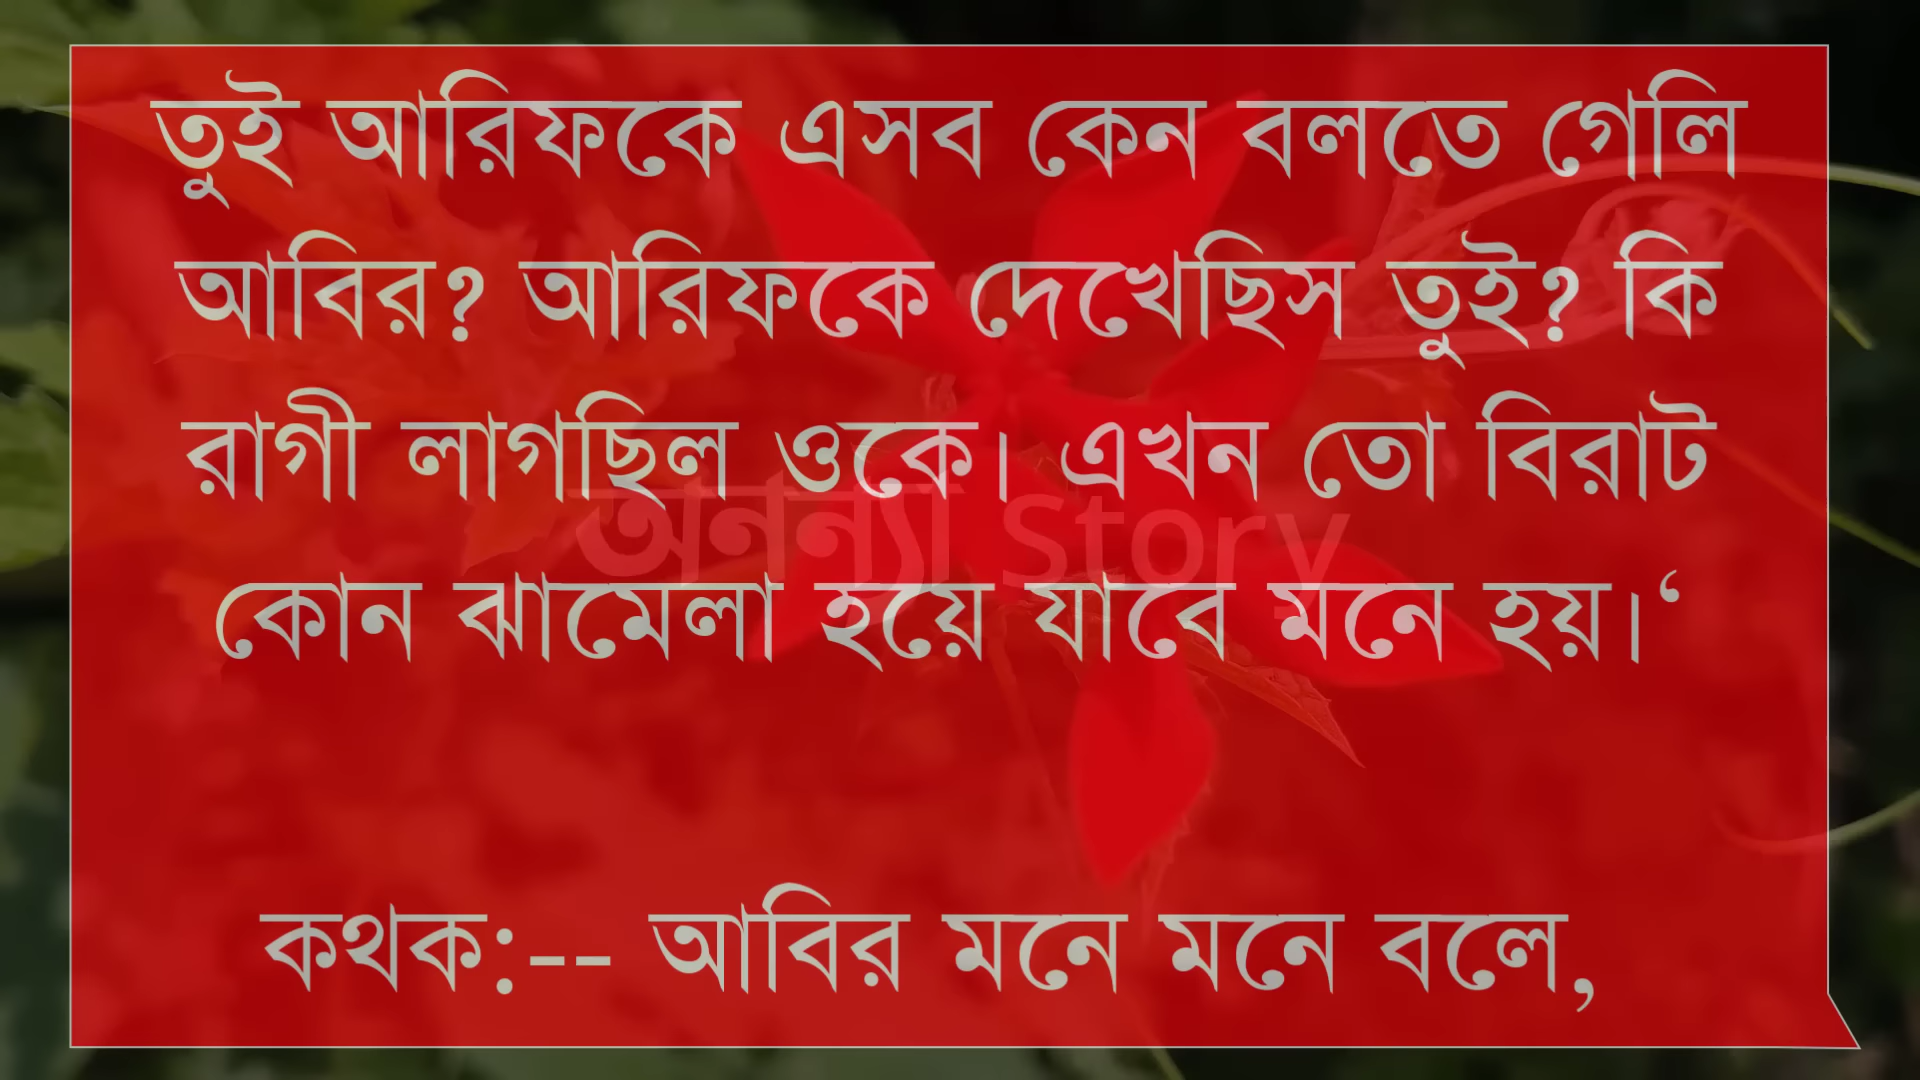 তুই আরিফকে এসব কেন বলতে গেলি
আবির? আরিফকে দেখেছিস তুই? কি
রাগী লাগছিল ওকে। এখন তো বিরাট
অনন্যা Story
কোন ঝামেলা হয়ে যাবে মনে হয়।‘
কথক:-- আবির মনে মনে বলে,